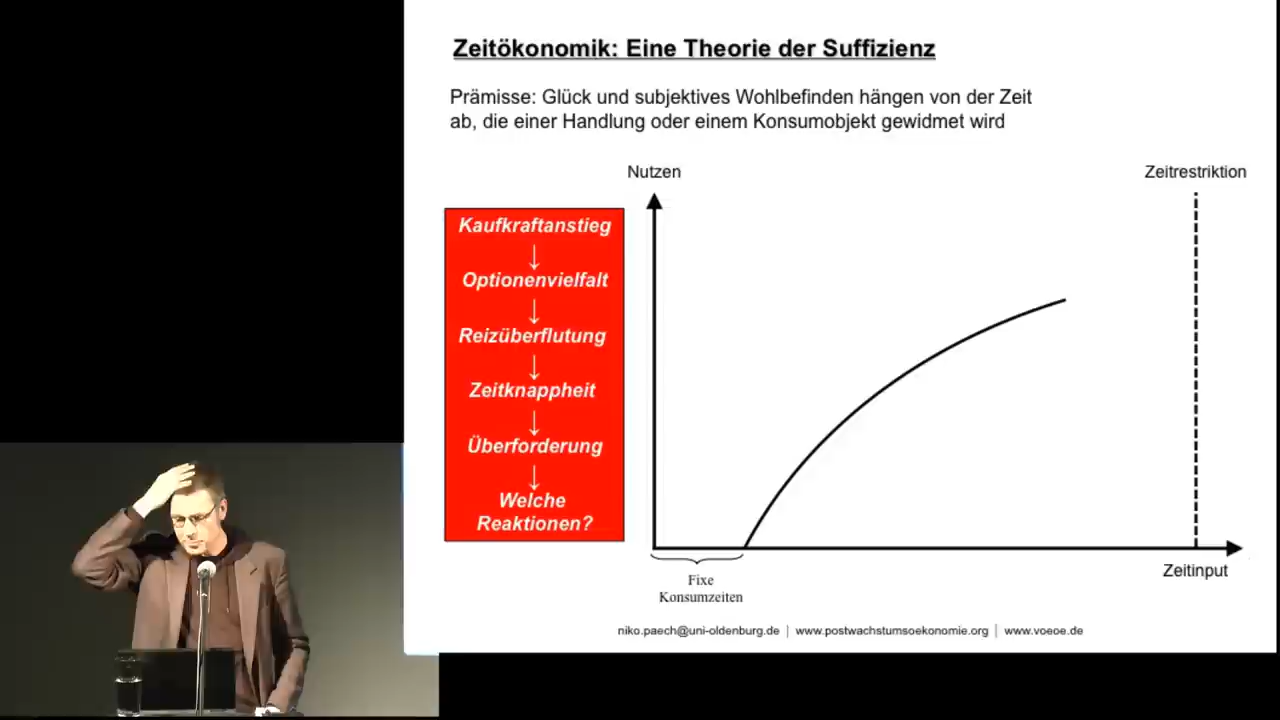 Zeitökonomik: Eine Theorie der Suffizienz
Prämisse: Glück und subjektives Wohlbefinden hängen von der Zeit
ab, die einer Handlung oder einem Konsumobjekt gewidmet wird
Nutzen
Zeitrestriktion
Kaufkraftanstieg
↓
Optionenvielfalt
↓
Reizüberflutung
↓
Zeitknappheit
↓
Überforderung
↓
Welche
Reaktionen?
Fixe
Konsumzeiten
Zeitinput
niko.paech@uni-oldenburg.de | www.postwachstumsoekonomie.org | www.voeoe.de